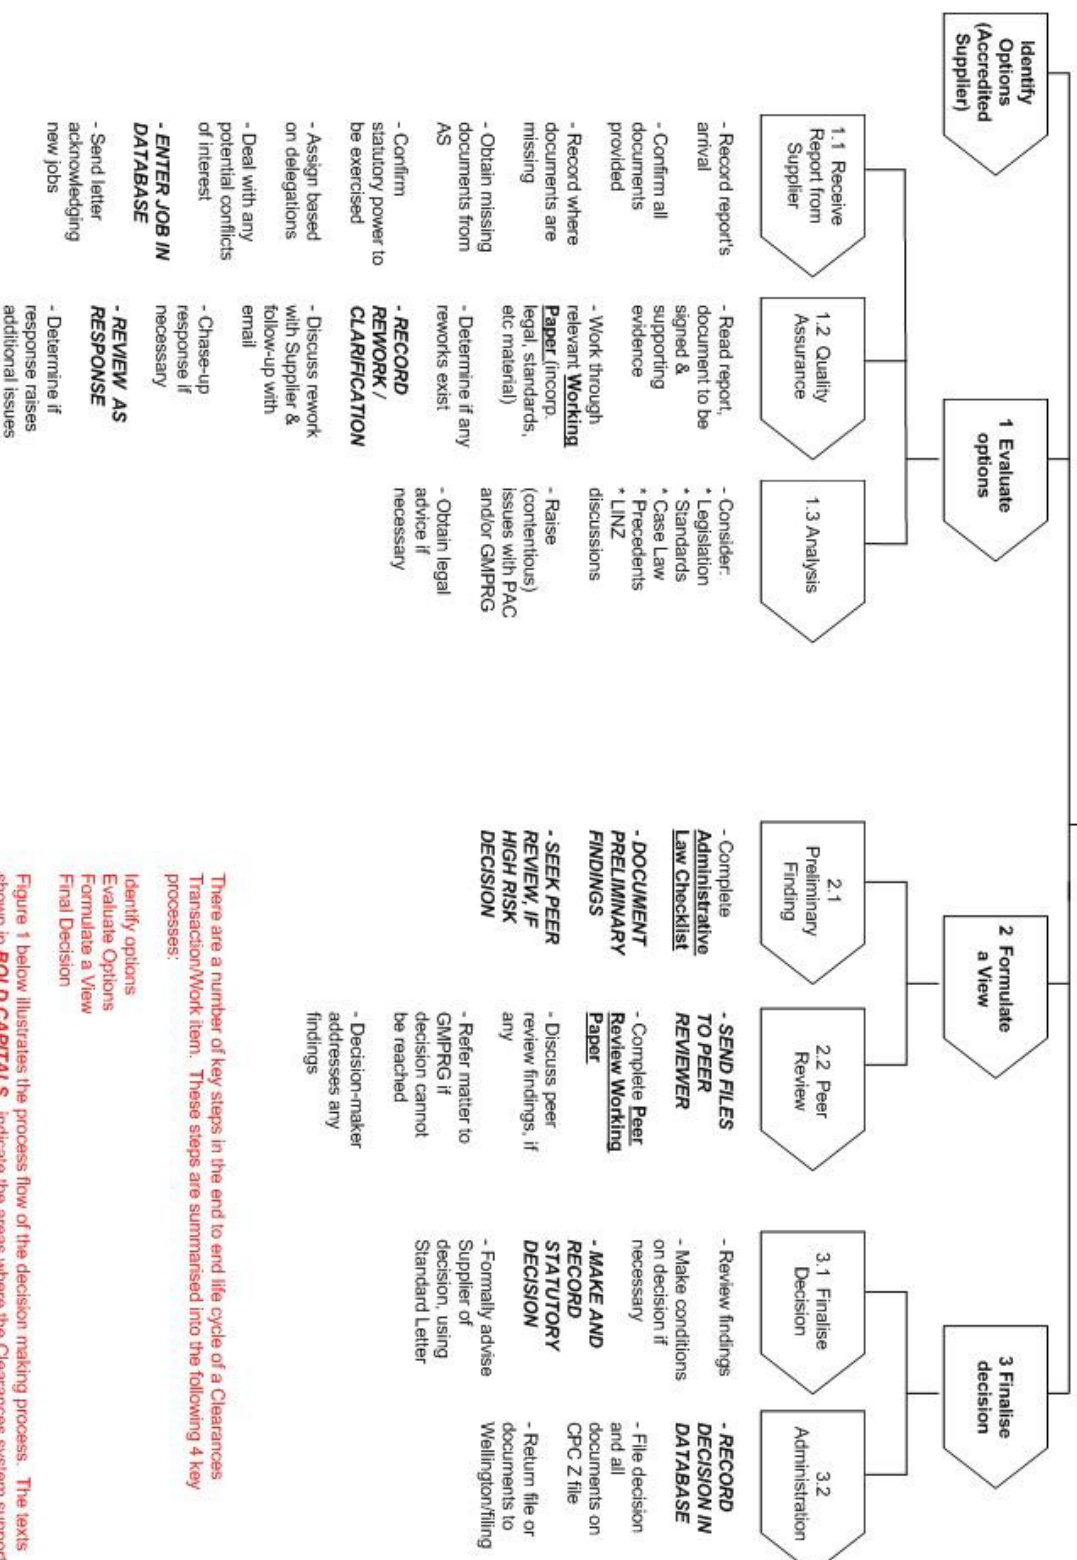 Identify
Options
(Accredited
Supplier)
1 Evaluate
options
2 Formulate
a View
3 Finalise
decision
1.1 Receive
Report from
Supplier
1.2 Quality
Assurance
1.3 Analysis
2.1
Preliminary
Finding
2.2 Peer
Review
3.1 Finalise
Decision
3.2
Administration
- Record report's
arrival
- Confirm all
documents
provided
- Record where
documents are
missing
- Obtain missing
documents from
AS
- Confirm
statutory power to
be exercised
- Assign based
on delegations
- Deal with any
potential conflicts
of interest
- ENTER JOB IN
DATABASE
- Send letter
acknowledging
new jobs
- Read report,
document to be
signed &
supporting
evidence
- Work through
relevant Working
Paper (incorp.
legal, standards,
etc material)
- Determine if any
reworks exist
- RECORD
REWORK /
CLARIFICATION
- Discuss rework
with Supplier &
follow-up with
email
- Chase-up
response if
necessary
- REVIEW AS
RESPONSE
- Determine if
response raises
additional issues
- Consider:
* Legislation
* Standards
* Case Law
* Precedents
* LINZ
discussions
- Raise
(contentious)
issues with PAC
and/or GMPRG
- Obtain legal
advice if
necessary
- Complete
Administrative
Law Checklist
- DOCUMENT
PRELIMINARY
FINDINGS
- SEEK PEER
REVIEW, IF
HIGH RISK
DECISION
- SEND FILES
TO PEER
REVIEWER
- Complete Peer
Review Working
Paper
- Discuss peer
review findings, if
any
- Refer matter to
GMPRG if
decision cannot
be reached
- Decision-maker
addresses any
findings
- Review findings
- Make conditions
on decision if
necessary
- MAKE AND
RECORD
STATUTORY
DECISION
- Formally advise
Supplier of
decision, using
Standard Letter
- RECORD
DECISION IN
DATABASE
- File decision
and all
documents on
CPC Z file
- Return file or
documents to
Wellington/filing
There are a number of key steps in the end to end life cycle of a Clearances
Transaction/Work item. These steps are summarised into the following 4 key
processes:
Identify options
Evaluate Options
Formulate a View
Final Decision
Figure 1 below illustrates the process flow of the decision making process. The texts
shown in BOLD CAPITALS indicate the areas where the Clearances system support